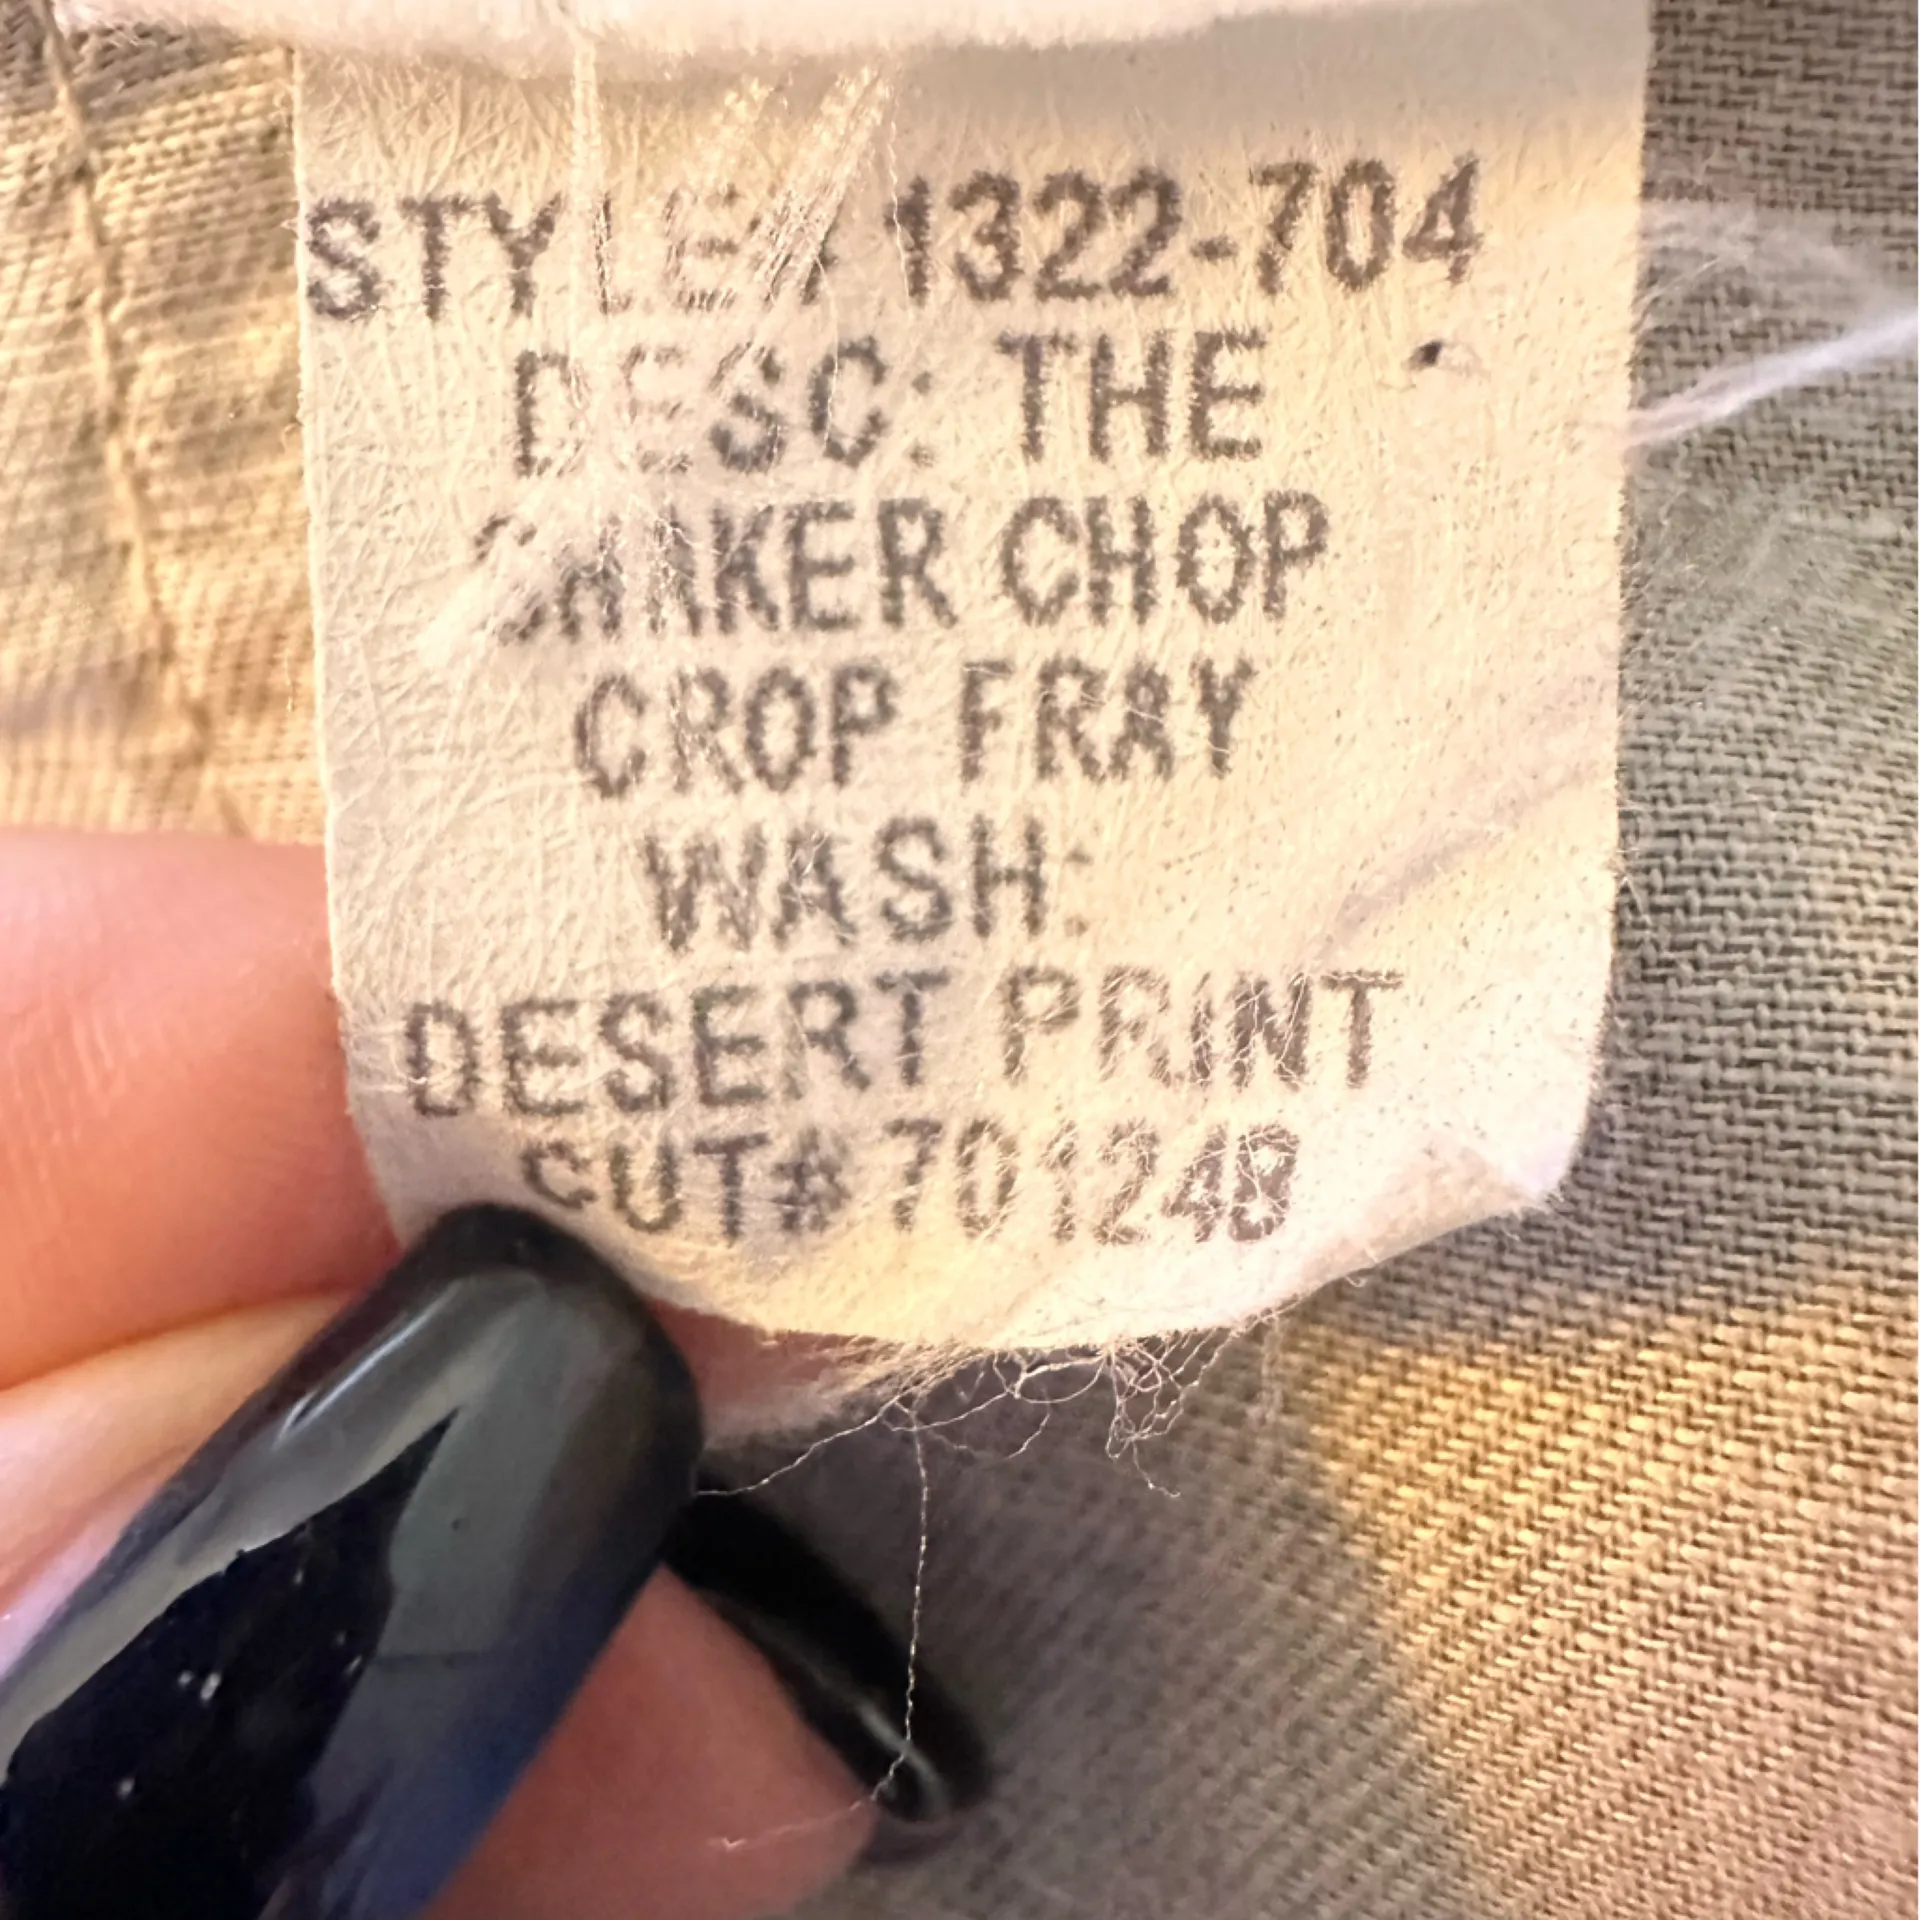 STYLE: 1322-704
DESC: THE
SHAKER CHOP
CROP FRAY
WASH:
DESERT PRINT
CUT# 701248